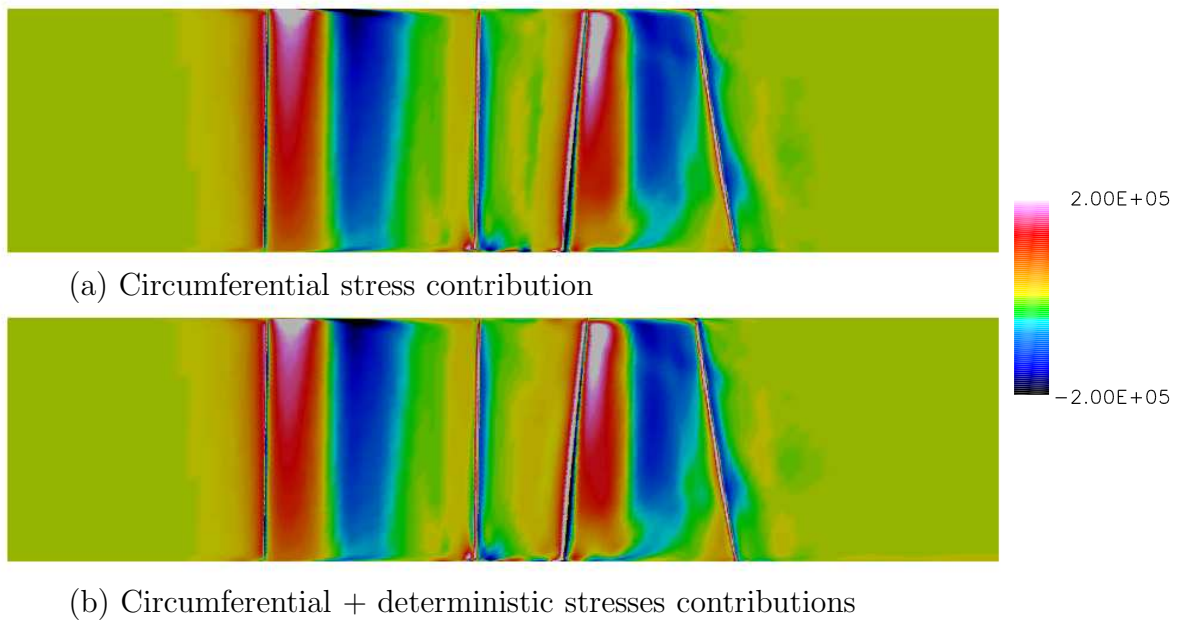 (a) Circumferential stress contribution
2.00E+05
−2.00E+05
(b) Circumferential + deterministic stresses contributions